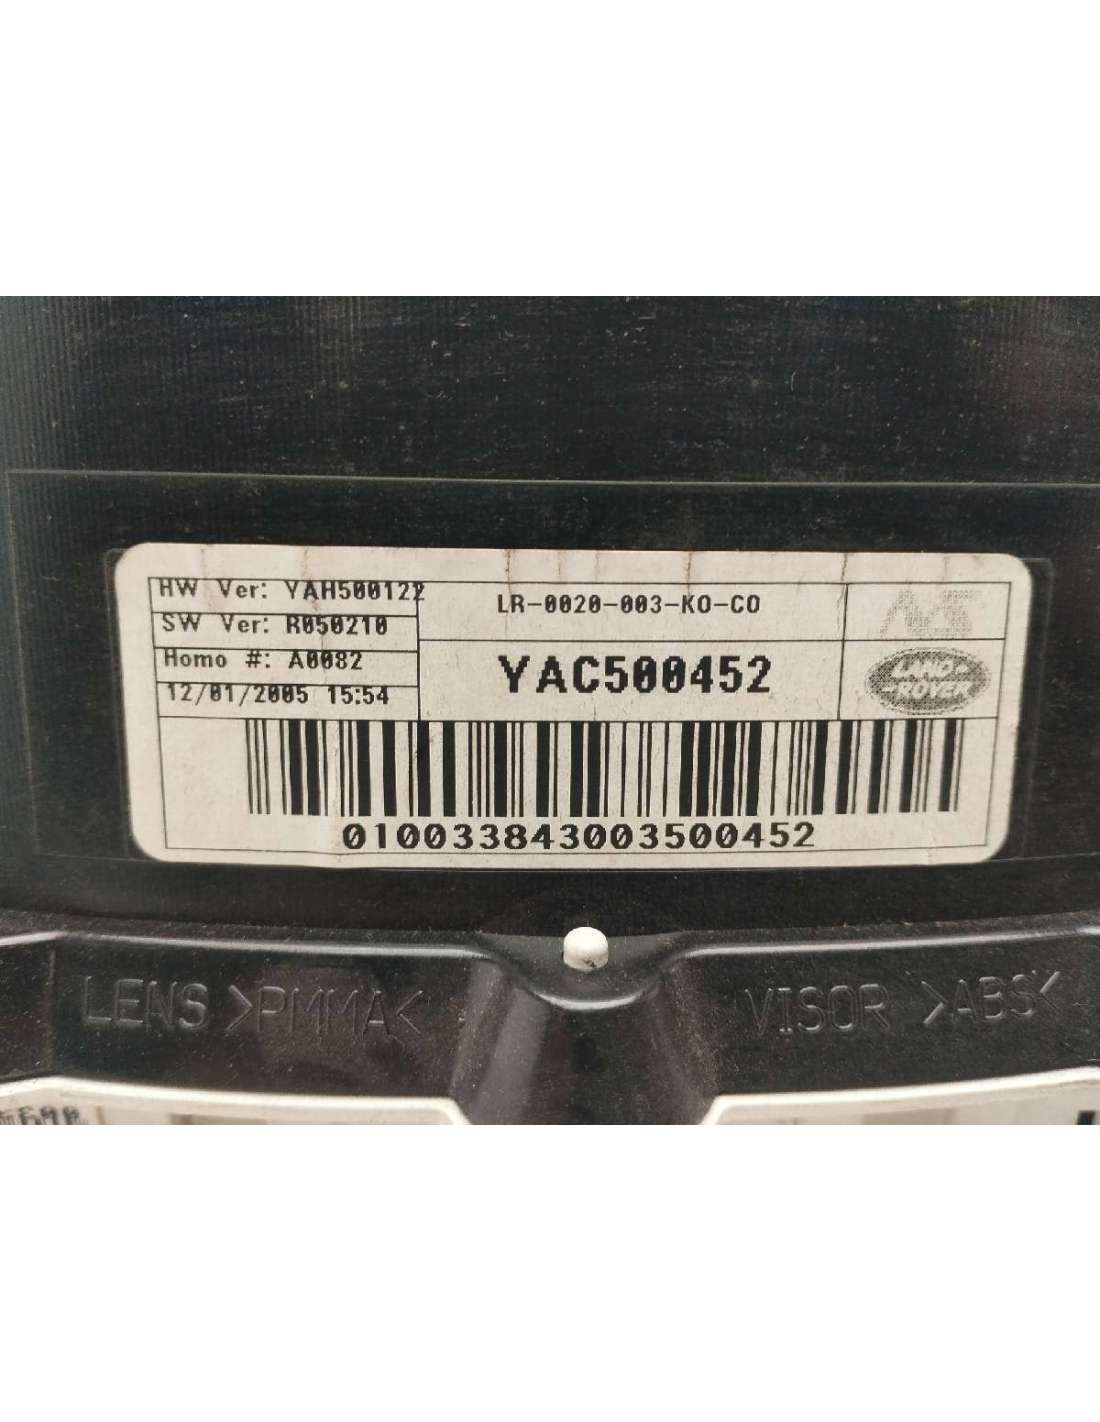 HW Ver: YAH500122
SW Ver: R050210
Homo #: A0082
12/01/2005 15:54
LR-0020-003-KO-CO
YAC500452
LAND-
-ROVER
010033843003500452
LENS >PMMA<
VISOR >ABS<